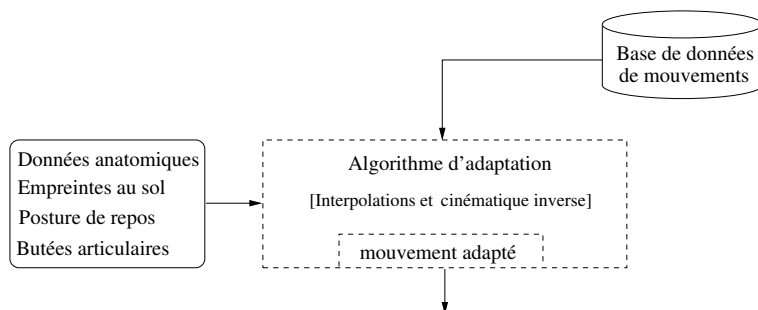 Base de données
de mouvements
Données anatomiques
Empreintes au sol
Posture de repos
Butées articulaires
Algorithme d'adaptation
[Interpolations et cinématique inverse]
mouvement adapté